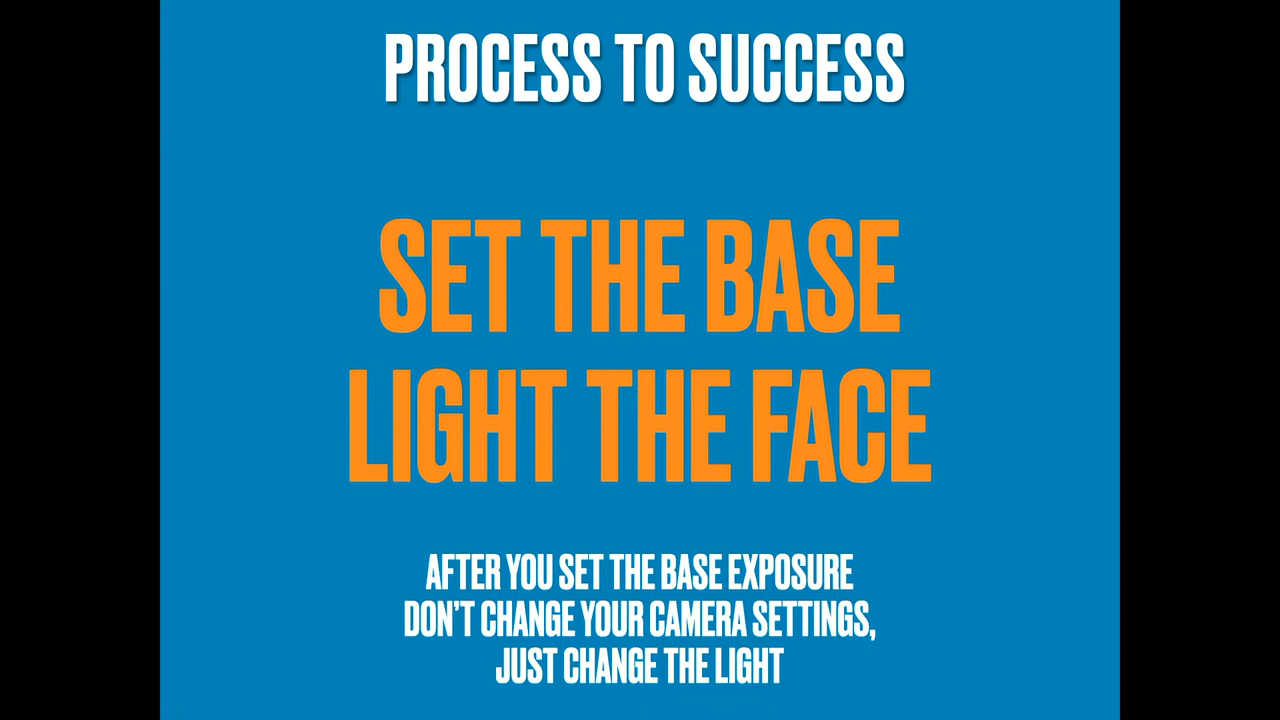 PROCESS TO SUCCESS
SET THE BASE
LIGHT THE FACE
AFTER YOU SET THE BASE EXPOSURE
DON'T CHANGE YOUR CAMERA SETTINGS,
JUST CHANGE THE LIGHT